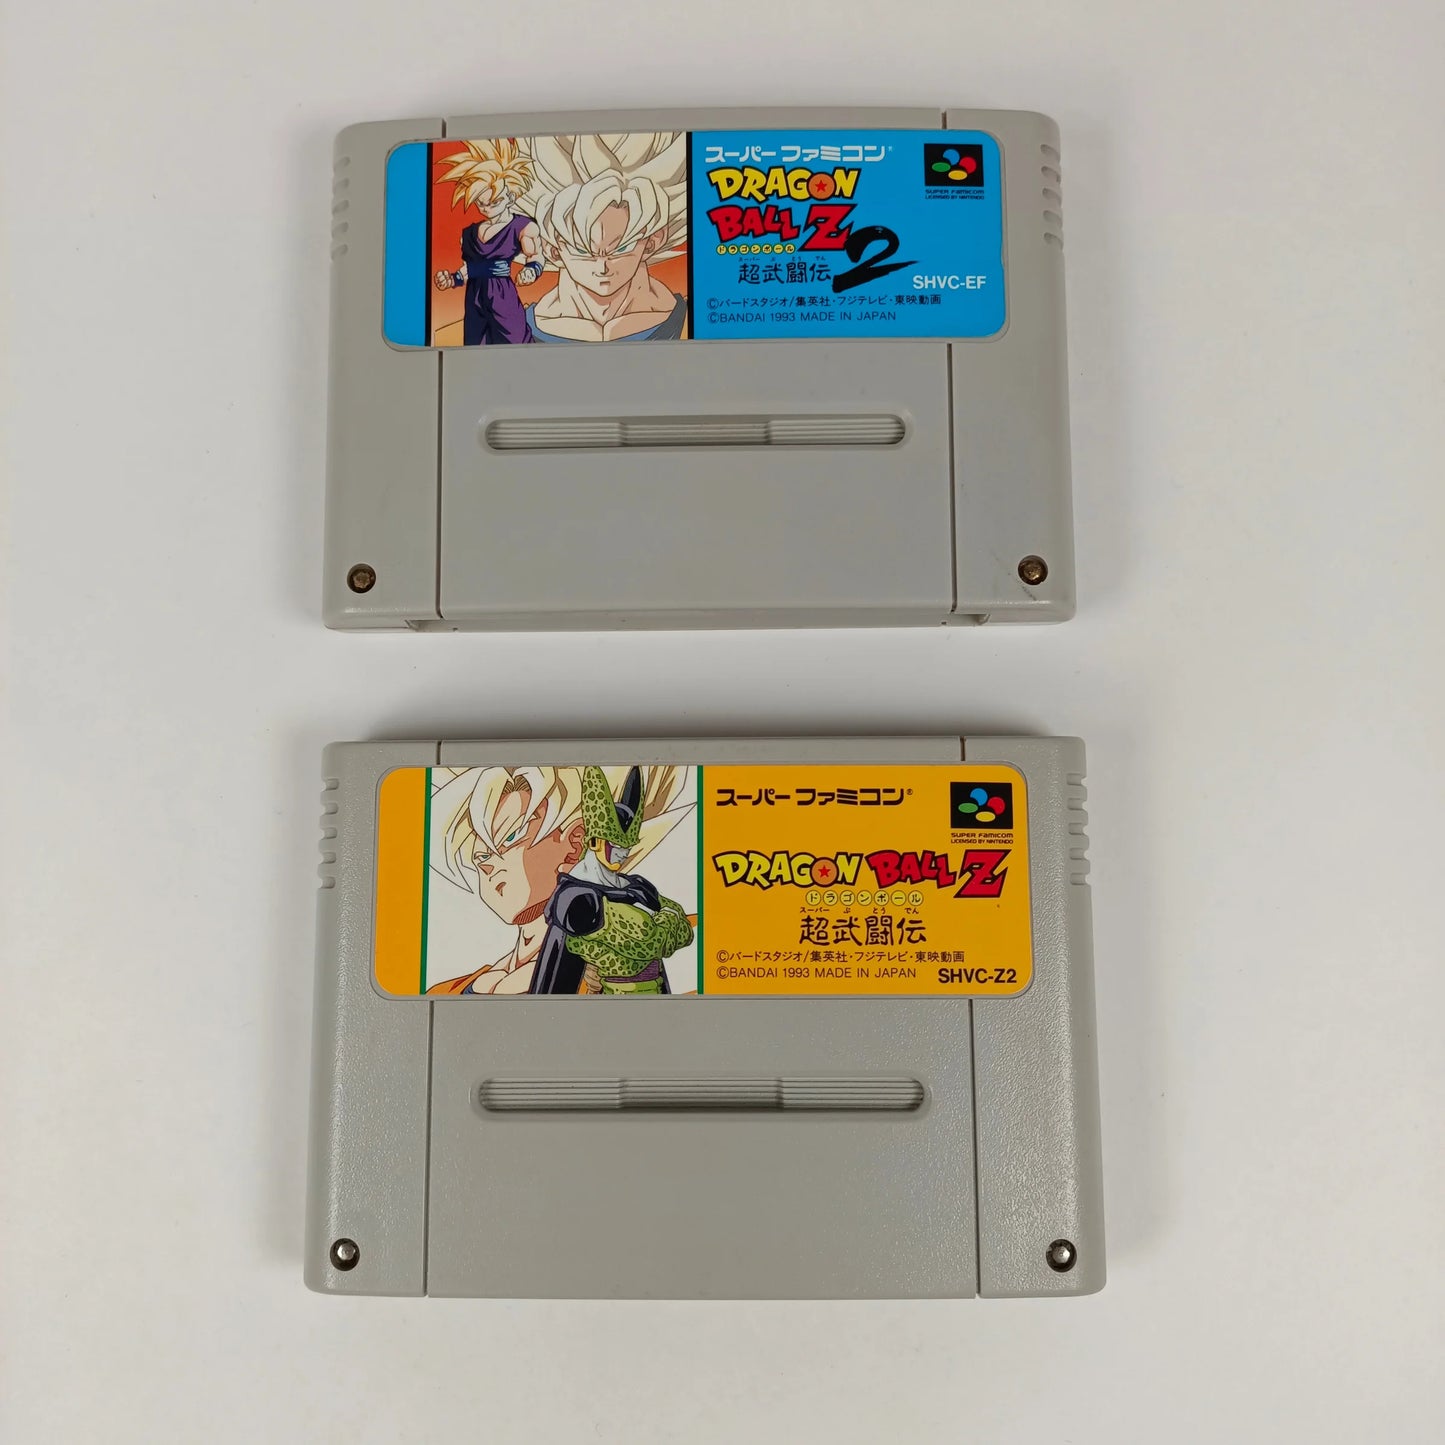 スーパーファミコン®
DRAGON
BALL Z 2
ドラゴンボール
スーパー ぶ とう でん
超武闘伝
SUPER FAMICOM
LICENSED BY NINTENDO
SHVC-EF
©バードスタジオ/集英社・フジテレビ・東映動画
©BANDAI 1993 MADE IN JAPAN
スーパーファミコン®
SUPER FAMICOM
LICENSED BY NINTENDO
DRAGON BALL Z
ドラゴンボール
スーパー ぶ とう でん
超武闘伝
©バードスタジオ/集英社・フジテレビ・東映動画
©BANDAI 1993 MADE IN JAPAN SHVC-Z2